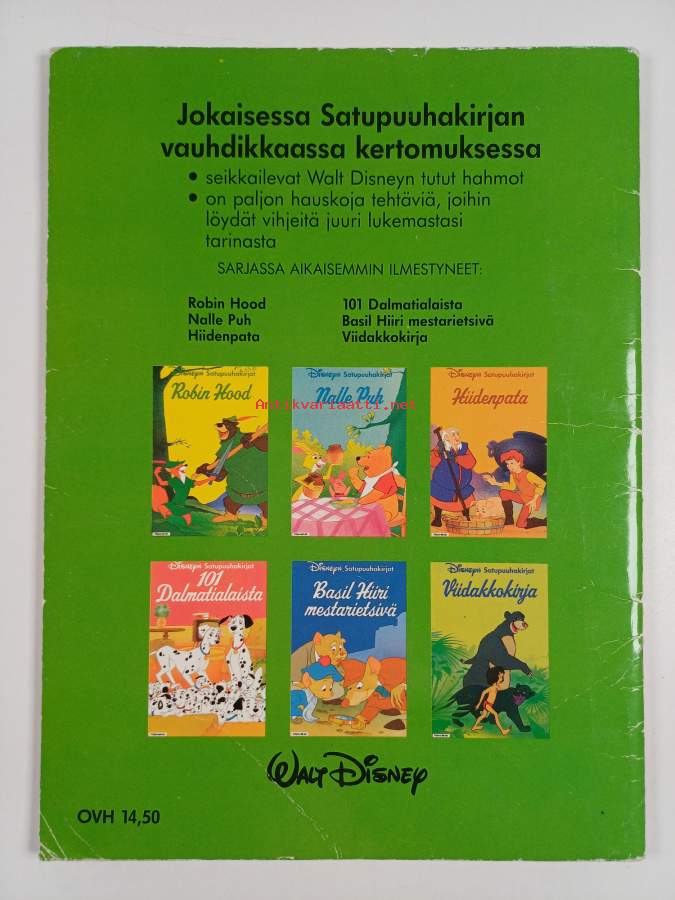 Jokaisessa Satupuuhakirjan
vauhdikkaassa kertomuksessa
• seikkailevat Walt Disneyn tutut hahmot
• on paljon hauskoja tehtäviä, joihin
löydät vihjeitä juuri lukemastasi
tarinasta
SARJASSA AIKAISEMMIN ILMESTYNEET:
Robin Hood
Nalle Puh
Hiidenpata
101 Dalmatialaista
Basil Hiiri mestarietsivä
Viidakkokirja
DISNEYN Satupuuhakirjat
Robin Hood
DISNEYN Satupuuhakirjat
Nalle Puh
DISNEYN Satupuuhakirjat
Hiidenpata
Antikvariaatti.net
DISNEYN Satupuuhakirjat
101
Dalmatialaista
DISNEYN Satupuuhakirjat
Basil Hiiri
mestarietsivä
DISNEYN Satupuuhakirjat
Viidakkokirja
WALT DISNEY
OVH 14,50